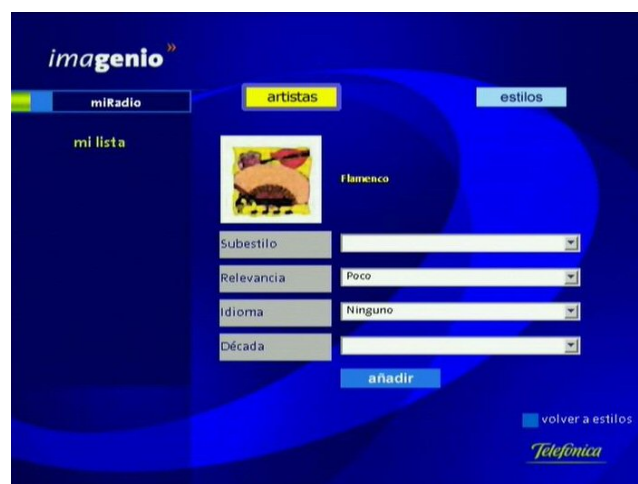 imagenio»
miRadio
artistas
estilos
mi lista
Flamenco
Subestilo
Relevancia
Poco
Idioma
Ninguno
Década
añadir
volver a estilos
Telefónica